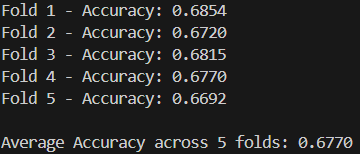 Fold 1 - Accuracy: 0.6854
Fold 2 - Accuracy: 0.6720
Fold 3 - Accuracy: 0.6815
Fold 4 - Accuracy: 0.6770
Fold 5 - Accuracy: 0.6692
Average Accuracy across 5 folds: 0.6770